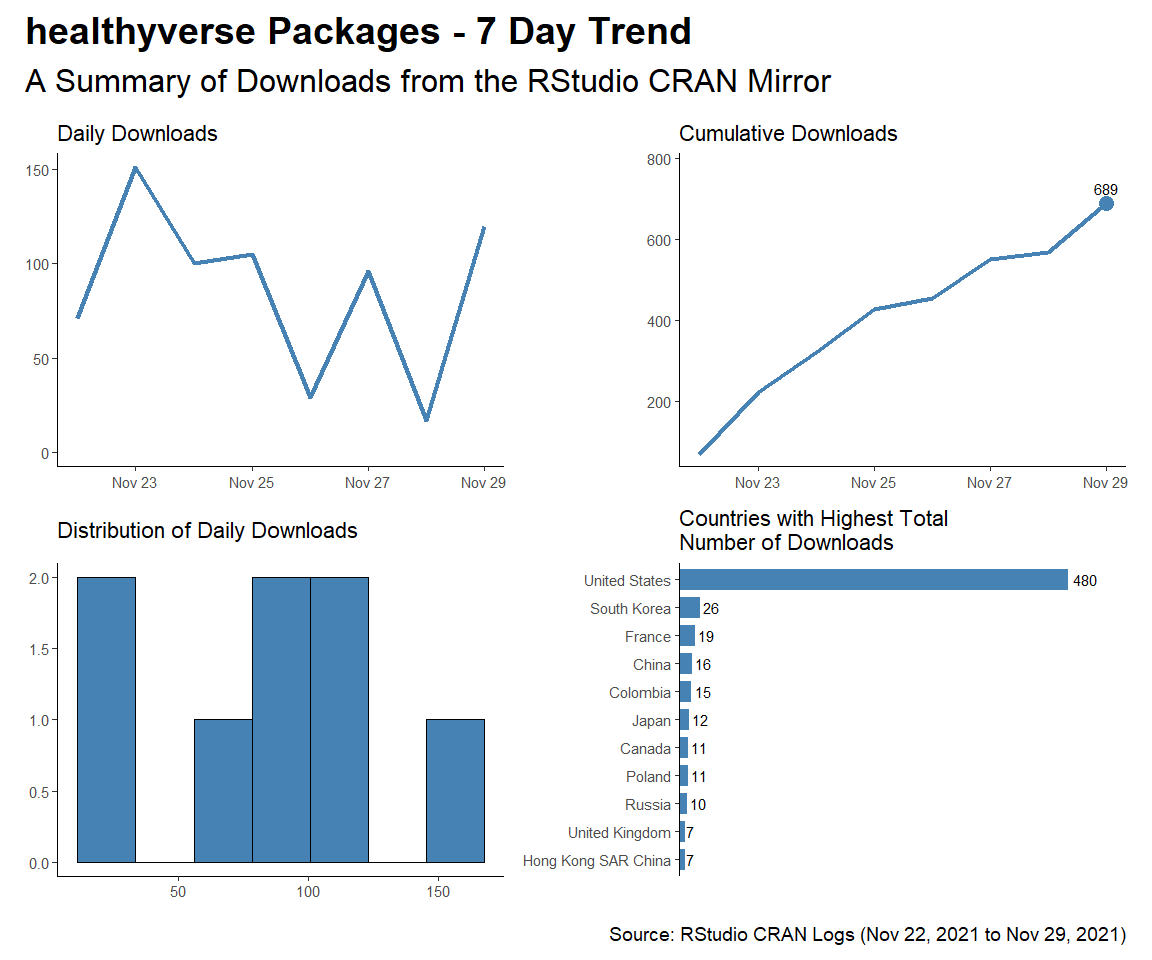 healthyverse Packages - 7 Day Trend
A Summary of Downloads from the RStudio CRAN Mirror
Daily Downloads
150
100
50
0
Nov 23
Nov 25
Nov 27
Nov 29
Cumulative Downloads
800
600
400
200
689
Nov 23
Nov 25
Nov 27
Nov 29
Distribution of Daily Downloads
2.0
1.5
1.0
0.5
0.0
50
100
150
Countries with Highest Total
Number of Downloads
United States 480
South Korea 26
France 19
China 16
Colombia 15
Japan 12
Canada 11
Poland 11
Russia 10
United Kingdom 7
Hong Kong SAR China 7
Source: RStudio CRAN Logs (Nov 22, 2021 to Nov 29, 2021)